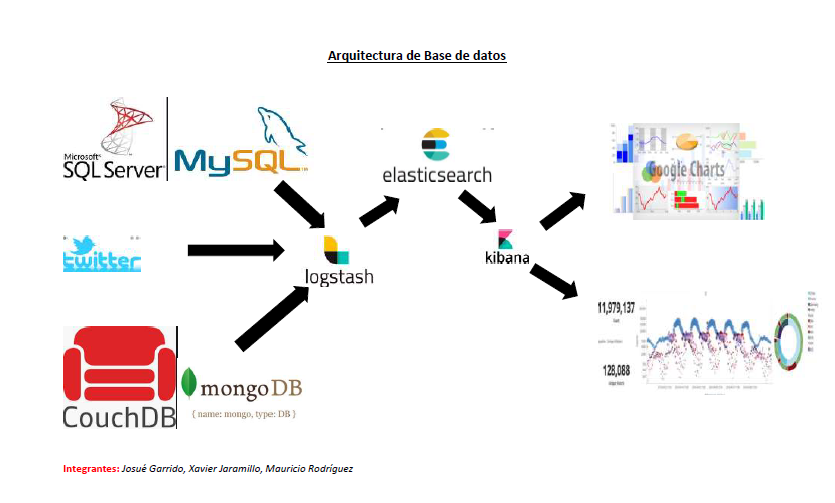 Arquitectura de Base de datos
Microsoft
SQL Server
MySQL
elasticsearch
Google Charts
twitter
logstash
kibana
11,979,137
128,088
CouchDB
mongoDB
{ name: mongo, type: DB }
Integrantes: Josué Garrido, Xavier Jaramillo, Mauricio Rodríguez